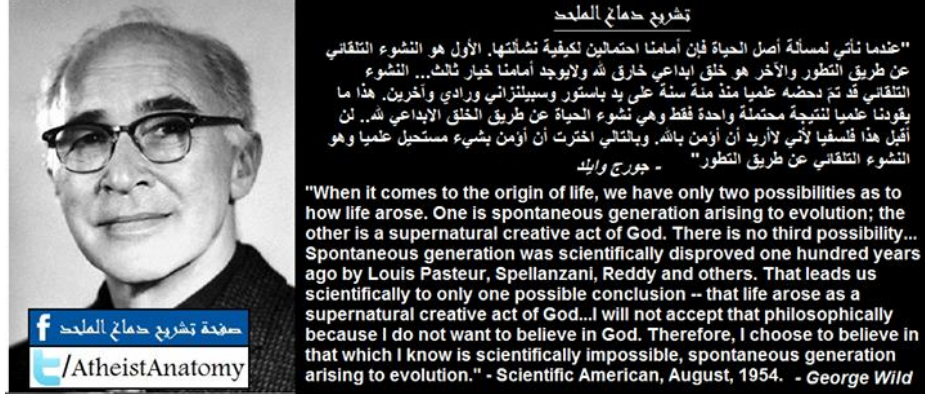 تشريح دماغ الملحد
"عندما نأتي لمسألة أصل الحياة فإن أمامنا احتمالين لكيفية نشأتها. الأول هو النشوء التلقائي
عن طريق التطور والآخر هو خلق ابداعي خارق لله ولايوجد أمامنا خيار ثالث... النشوء
التلقائي قد تمّ دحضه علميا منذ مئة سنة على يد باستور وسبيلنزاني ورادي وآخرين. هذا ما
يقودنا علميا لنتيجة محتملة واحدة فقط وهي نشوء الحياة عن طريق الخلق الابداعي لله.. لن
أقبل هذا فلسفيا لأني لاأريد أن أؤمن بالله. وبالتالي اخترت أن أؤمن بشيء مستحيل علميا وهو
النشوء التلقائي عن طريق التطور" - جورج وايلد
"When it comes to the origin of life, we have only two possibilities as to
how life arose. One is spontaneous generation arising to evolution; the
other is a supernatural creative act of God. There is no third possibility...
Spontaneous generation was scientifically disproved one hundred years
ago by Louis Pasteur, Spellanzani, Reddy and others. That leads us
scientifically to only one possible conclusion -- that life arose as a
supernatural creative act of God...I will not accept that philosophically
because I do not want to believe in God. Therefore, I choose to believe in
that which I know is scientifically impossible, spontaneous generation
arising to evolution." - Scientific American, August, 1954. - George Wild
صفحة تشريح دماغ الملحد f
/AtheistAnatomy